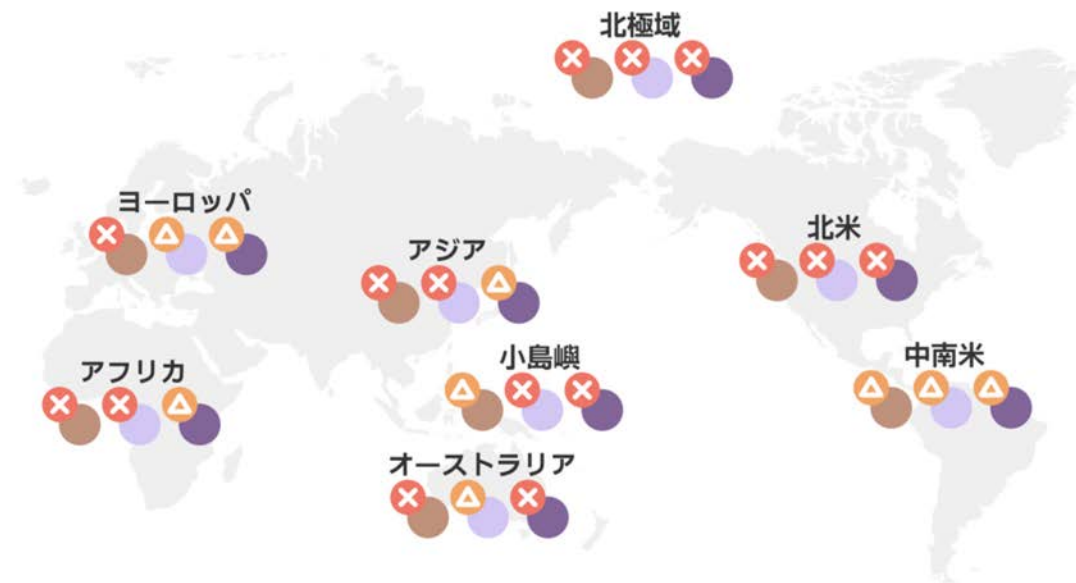 北極域
ヨーロッパ
アジア
北米
小島嶼
中南米
アフリカ
オーストラリア